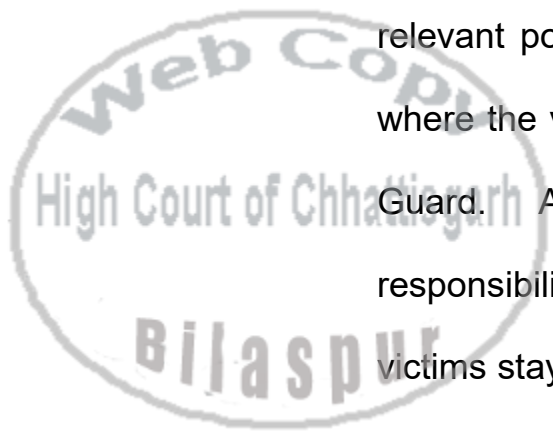 relevant po
Web Copy
where the v
High Court of Chhattisgarh
Guard. A
responsibili
Bilaspur
victims stay